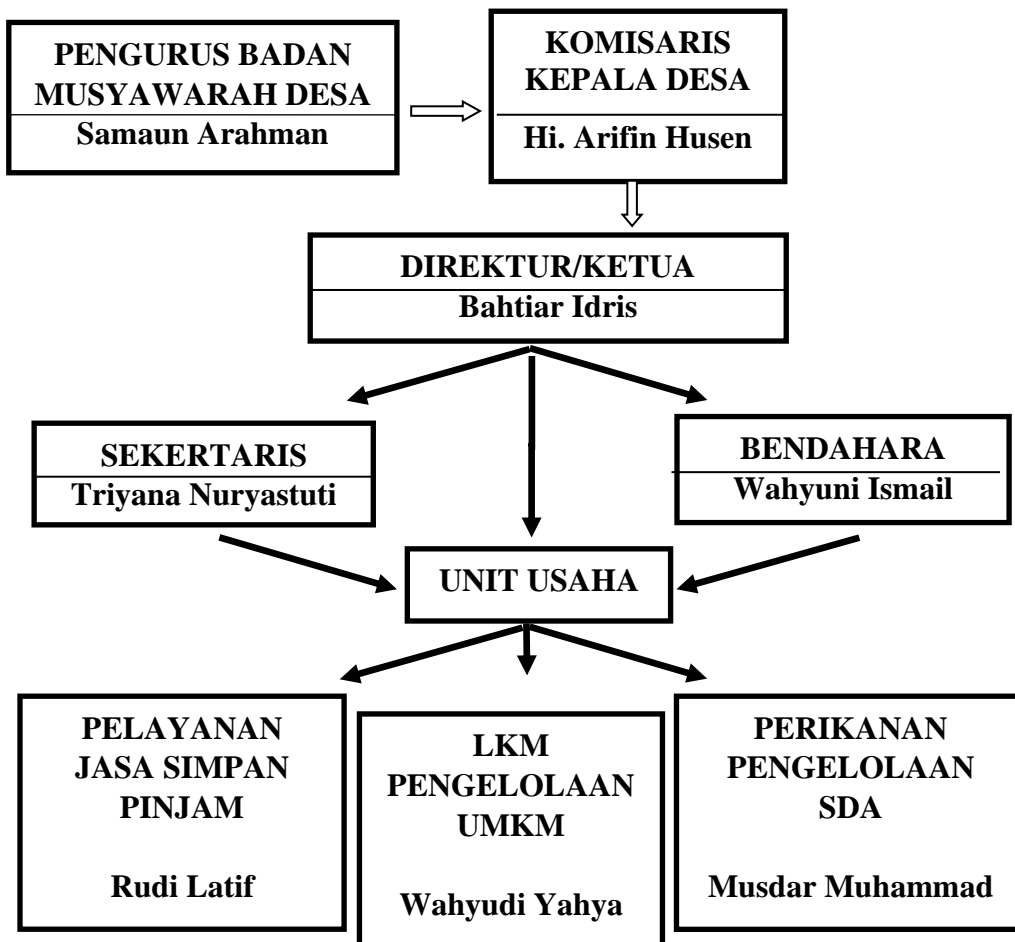 PENGURUS BADAN
MUSYAWARAH DESA
Samaun Arahman
KOMISARIS
KEPALA DESA
Hi. Arifin Husen
DIREKTUR/KETUA
Bahtiar Idris
SEKERTARIS
Triyana Nuryastuti
BENDAHARA
Wahyuni Ismail
UNIT USAHA
PELAYANAN
JASA SIMPAN
PINJAM
Rudi Latif
LKM
PENGELOLAAN
UMKM
Wahyudi Yahya
PERIKANAN
PENGELOLAAN
SDA
Musdar Muhammad